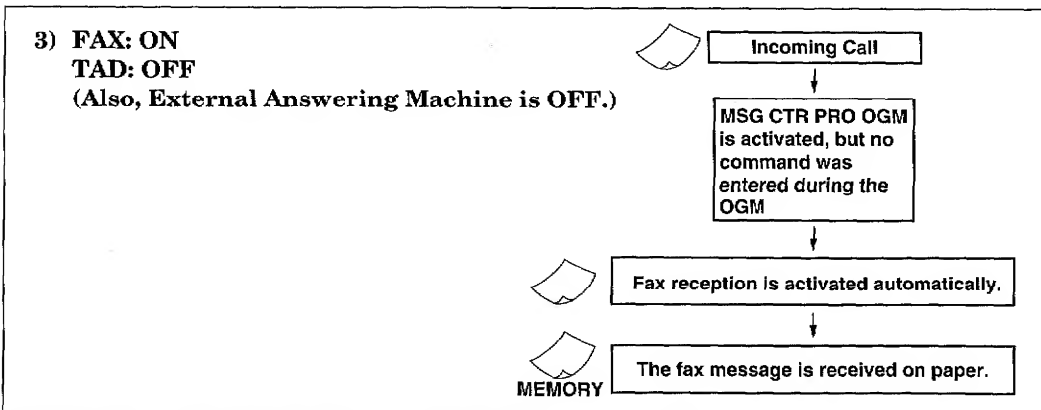 3) FAX: ON
TAD: OFF
(Also, External Answering Machine is OFF.)
Incoming Call
MSG CTR PRO OGM
is activated, but no
command was
entered during the
OGM
Fax reception is activated automatically.
The fax message is received on paper.
MEMORY